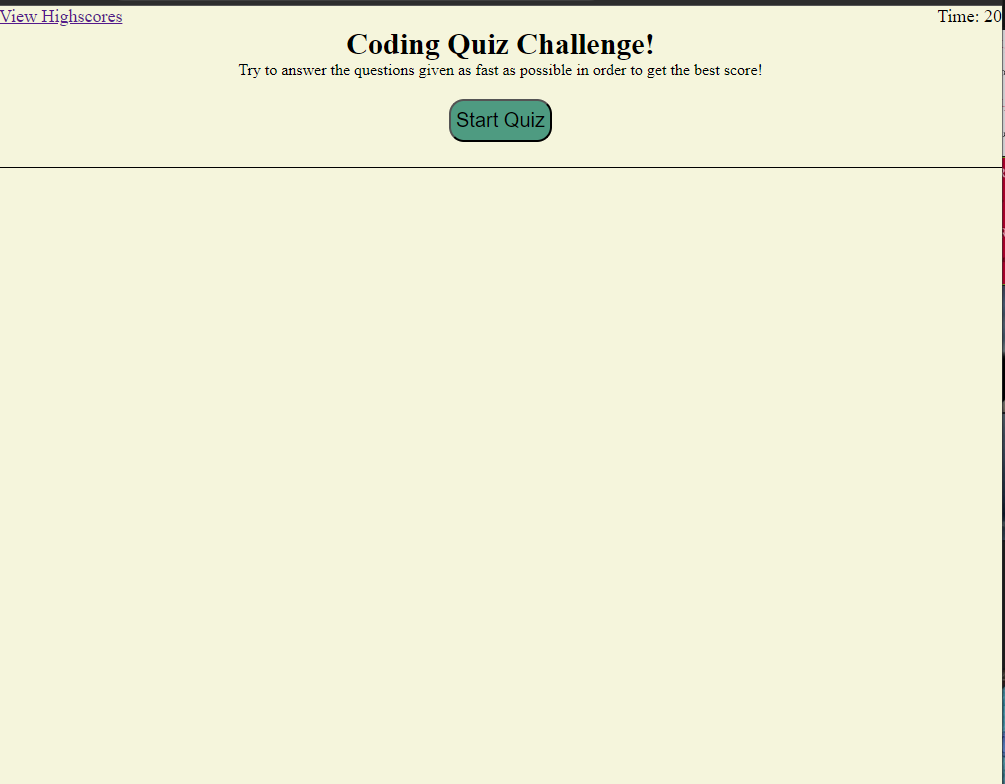 View Highscores
Time: 20
Coding Quiz Challenge!
Try to answer the questions given as fast as possible in order to get the best score!
Start Quiz